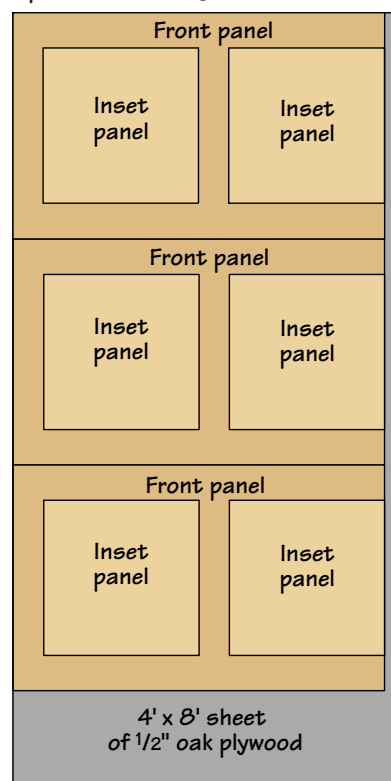 Front panel
Inset
panel
Inset
panel
Front panel
Inset
panel
Inset
panel
Front panel
Inset
panel
Inset
panel
4' x 8' sheet
of 1/2" oak plywood